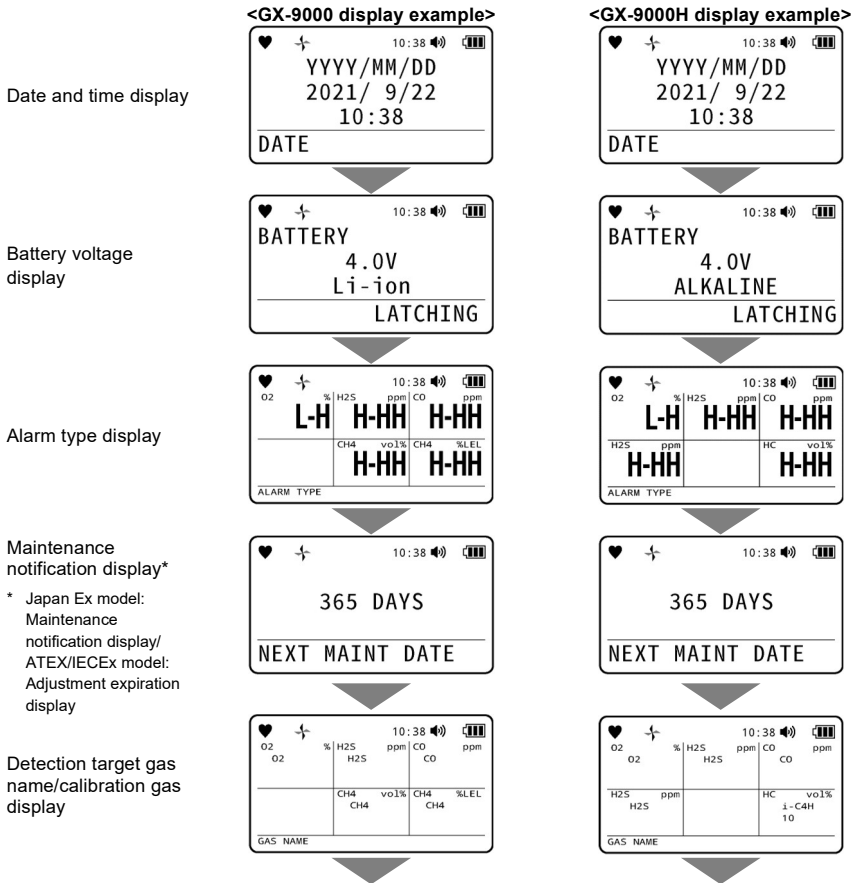 <GX-9000 display example>
<GX-9000H display example>
Date and time display
10:38
YYYY/MM/DD
2021/ 9/22
10:38
DATE
10:38
YYYY/MM/DD
2021/ 9/22
10:38
DATE
Battery voltage
display
10:38
BATTERY
4.0V
Li-ion
LATCHING
10:38
BATTERY
4.0V
ALKALINE
LATCHING
Alarm type display
10:38
O2 % H2S ppm CO ppm
L-H H-HH H-HH
CH4 vol% CH4 %LEL
H-HH H-HH
ALARM TYPE
10:38
O2 % H2S ppm CO ppm
L-H H-HH H-HH
H2S ppm HC vol%
H-HH H-HH
ALARM TYPE
Maintenance
notification display*
* Japan Ex model:
Maintenance
notification display/
ATEX/IECEx model:
Adjustment expiration
display
10:38
365 DAYS
NEXT MAINT DATE
10:38
365 DAYS
NEXT MAINT DATE
Detection target gas
name/calibration gas
display
10:38
O2 % H2S ppm CO ppm
O2 H2S CO
CH4 vol% CH4 %LEL
CH4 CH4
GAS NAME
10:38
O2 % H2S ppm CO ppm
O2 H2S CO
H2S ppm HC vol%
H2S i-C4H
10
GAS NAME